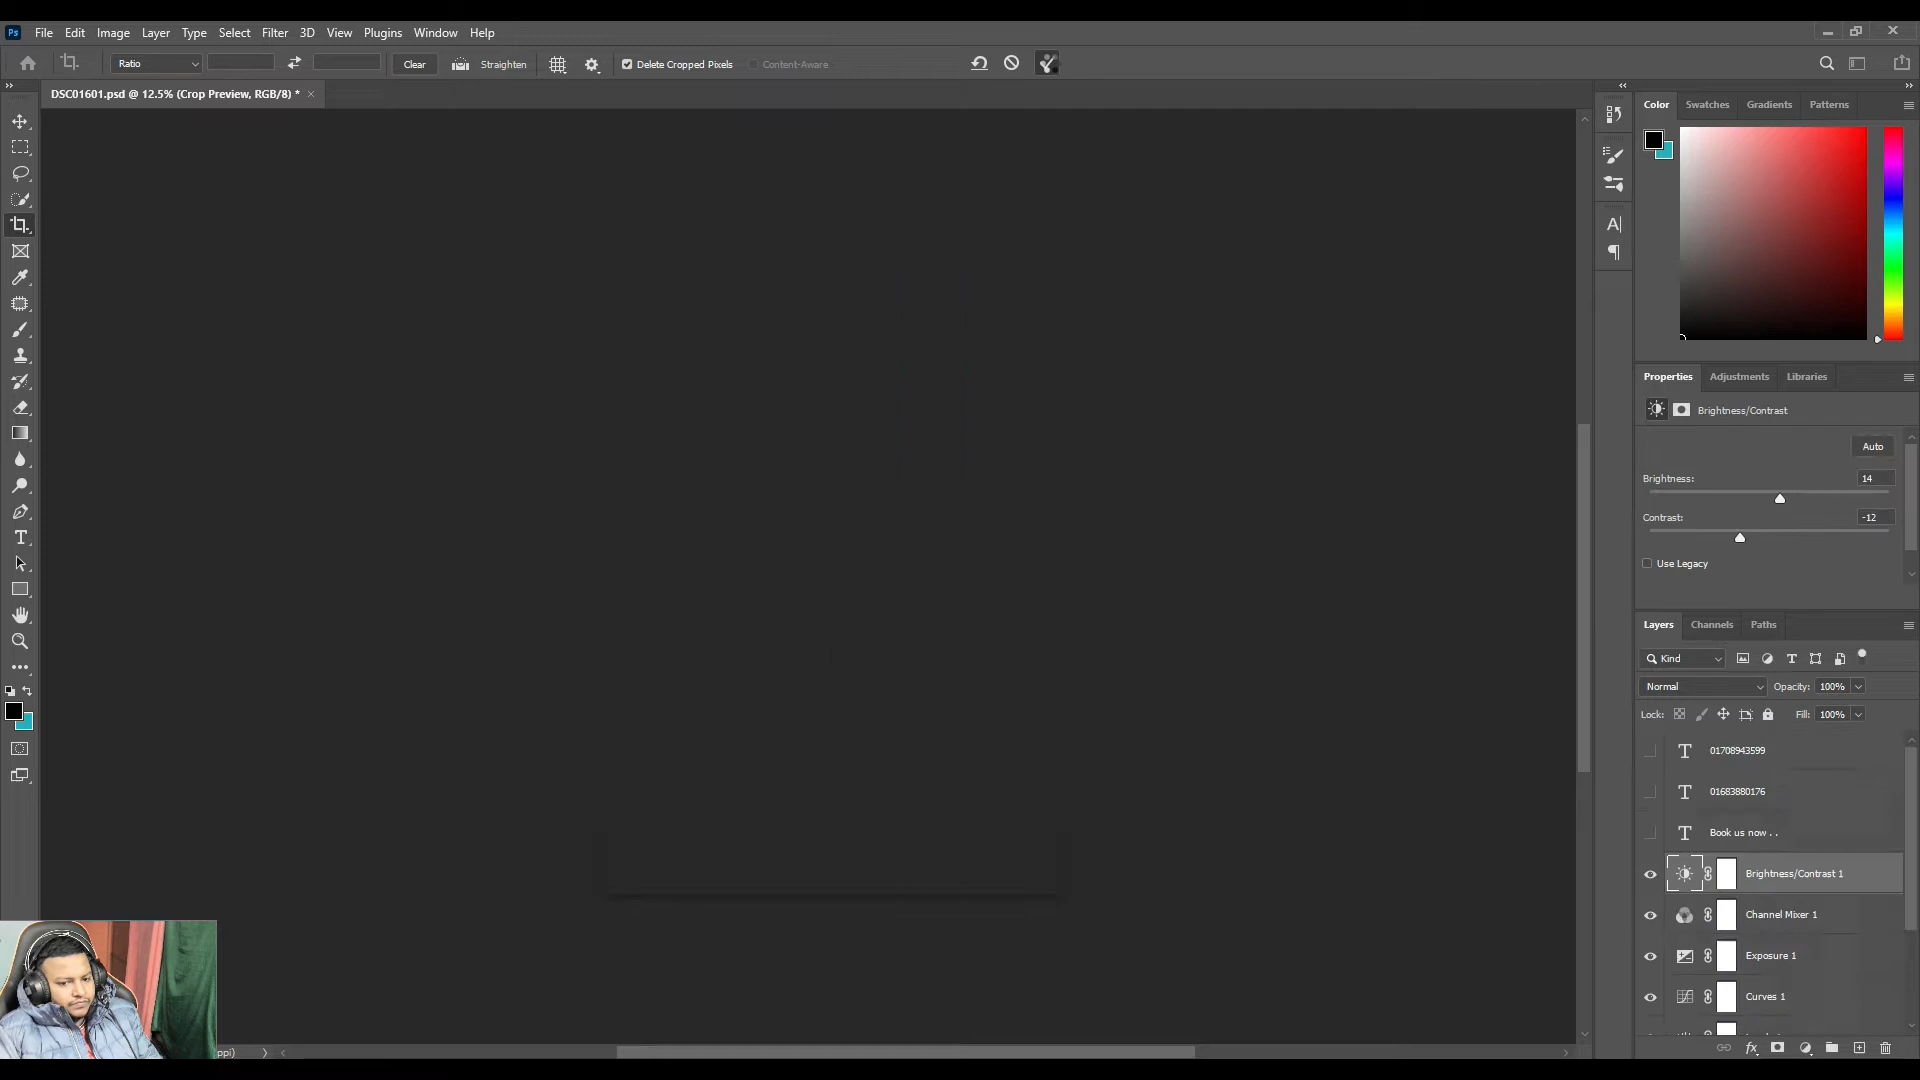 Ps File Edit Image Layer Type Select Filter 3D View Plugins Window Help
Ratio Clear Straighten Delete Cropped Pixels Content-Aware
DSC01601.psd @ 12.5% (Crop Preview, RGB/8) *
Color Swatches Gradients Patterns
Properties Adjustments Libraries
Brightness/Contrast
Auto
Brightness: 14
Contrast: -12
Use Legacy
Layers Channels Paths
Kind
Normal Opacity: 100%
Lock: Fill: 100%
01708943599
01683880176
Book us now . .
Brightness/Contrast 1
Channel Mixer 1
Exposure 1
Curves 1
ppi)